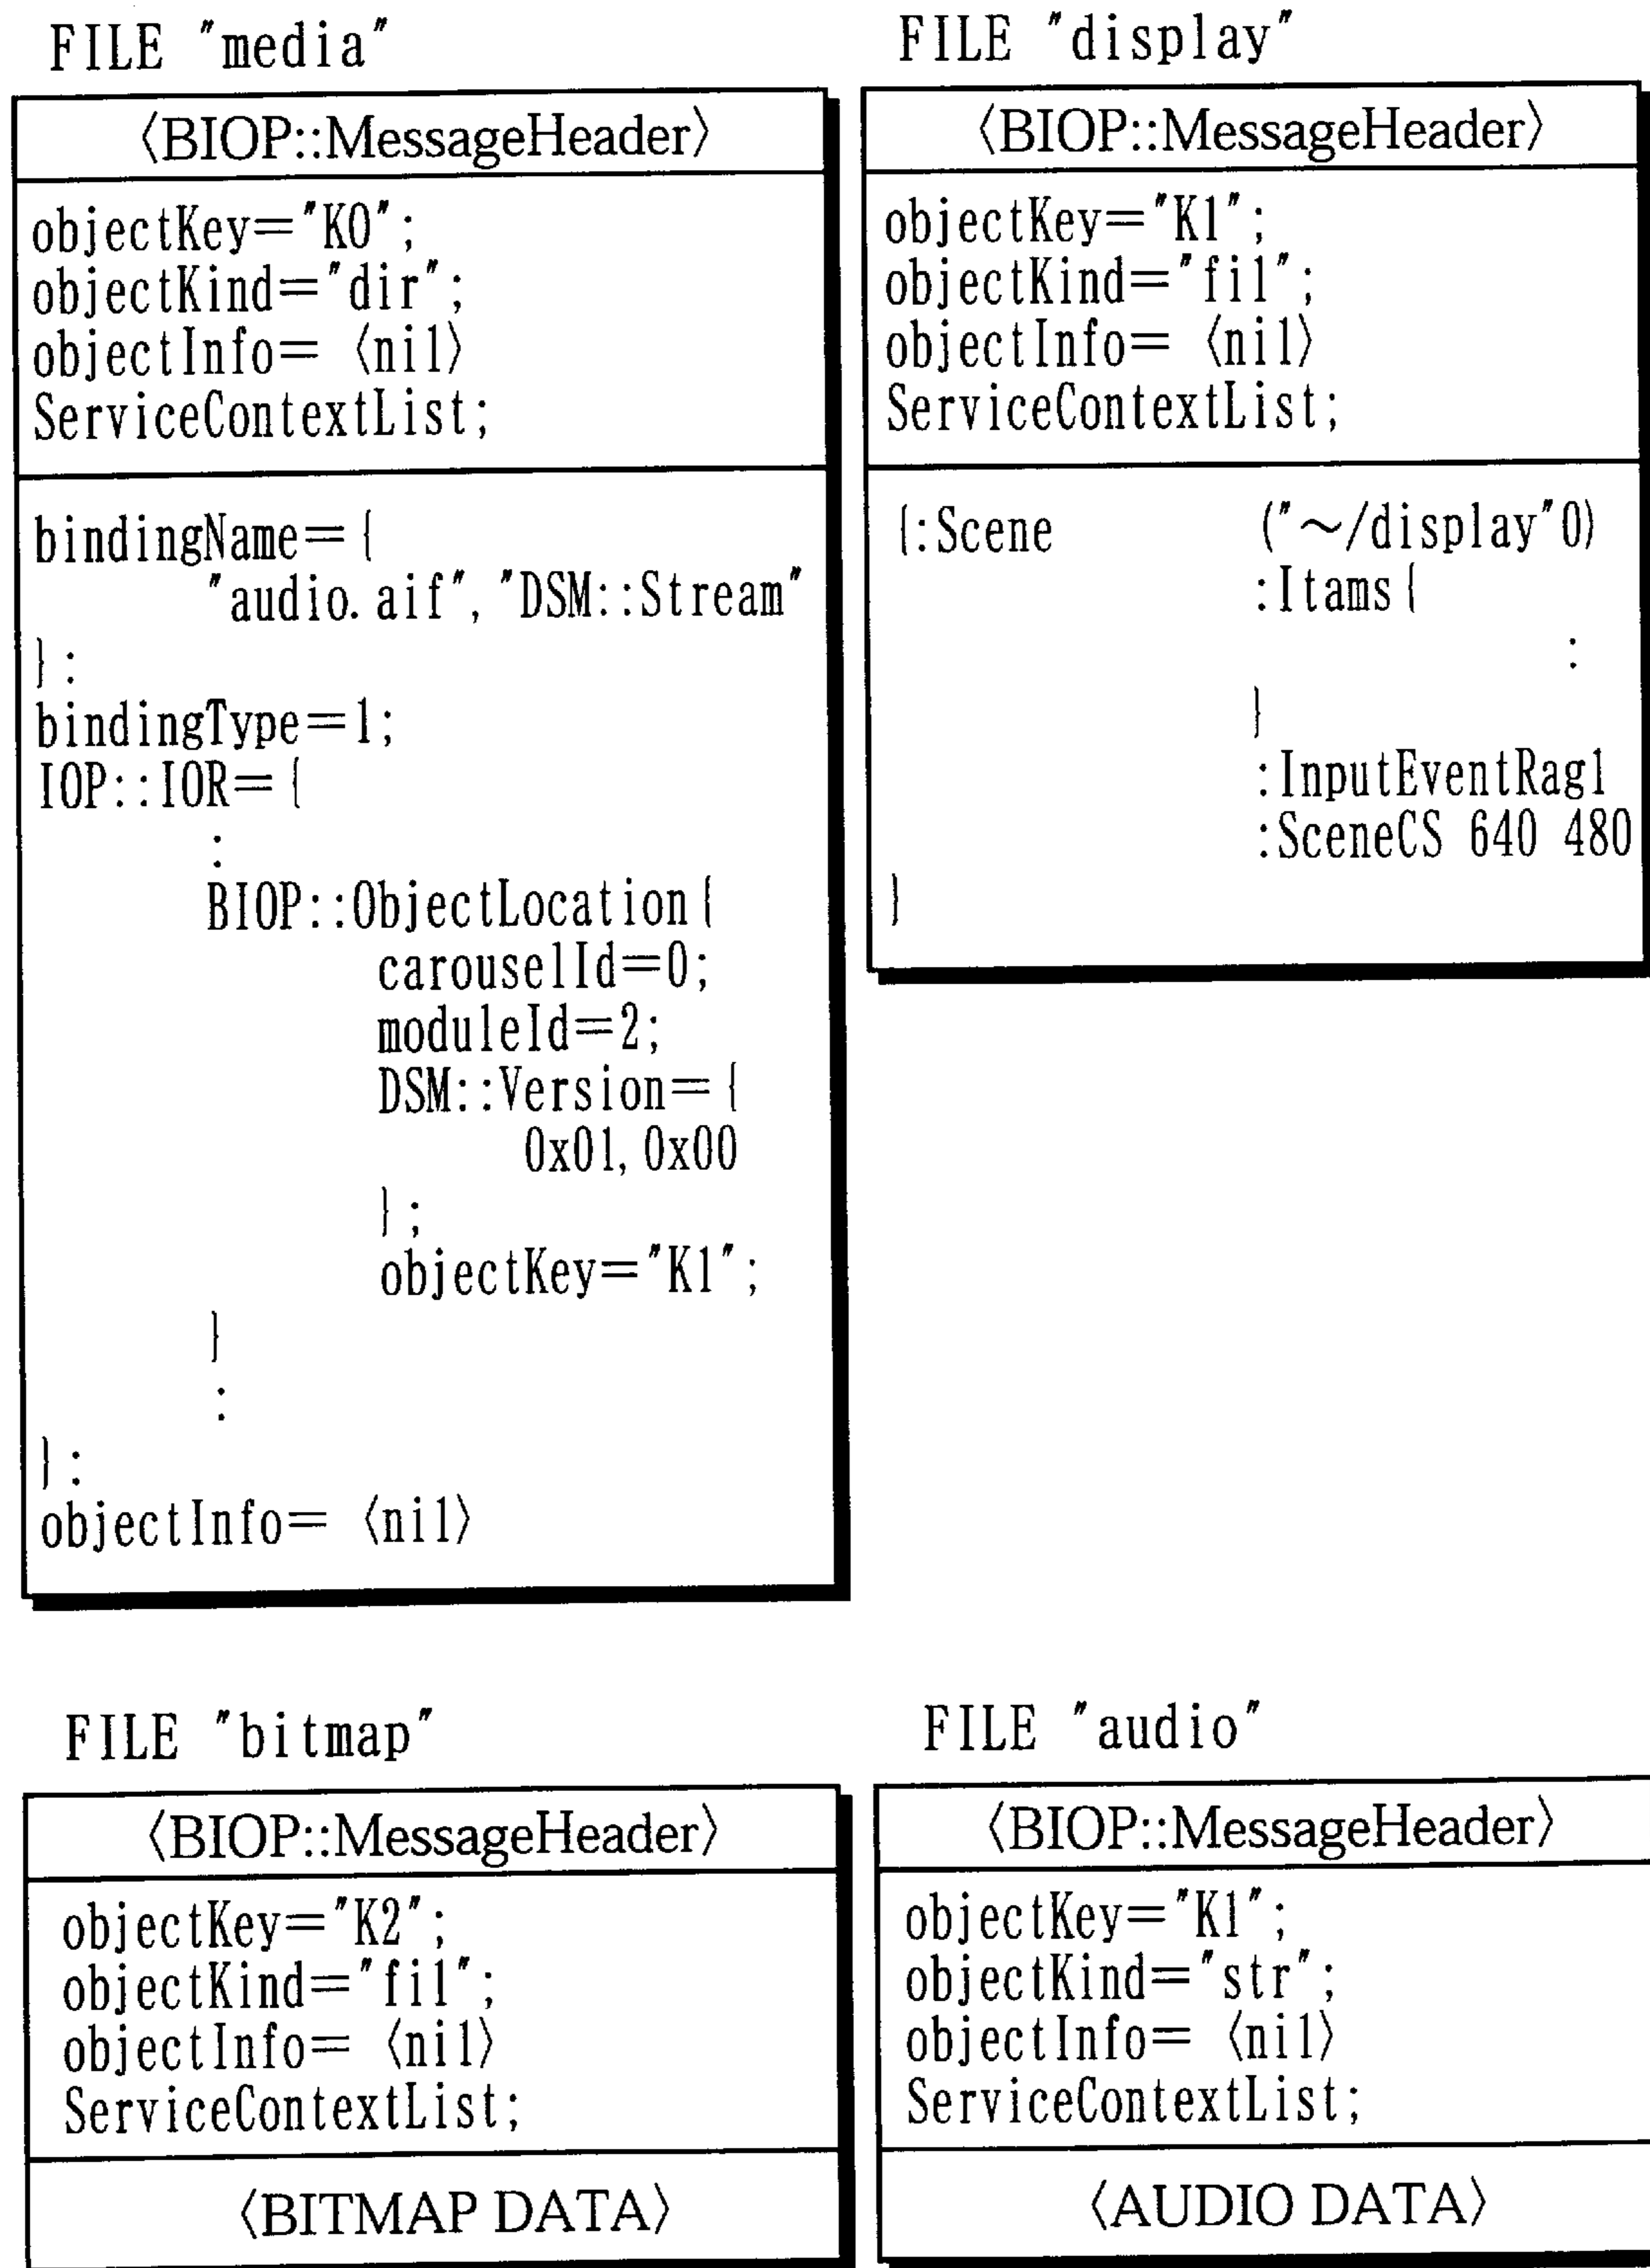 FILE "media"
〈BIOP::MessageHeader〉
objectKey="K0";
objectKind="dir";
objectInfo= 〈nil〉
ServiceContextList;
bindingName={
"audio.aif","DSM::Stream"
}:
bindingType=1;
IOP::IOR={
:
BIOP::ObjectLocation{
carouselId=0;
moduleId=2;
DSM::Version={
0x01,0x00
};
objectKey="K1";
}
:
}:
objectInfo= 〈nil〉
FILE "display"
〈BIOP::MessageHeader〉
objectKey="K1";
objectKind="fil";
objectInfo= 〈nil〉
ServiceContextList;
{:Scene ("~/display"0)
:Itams{
:
}
:InputEventRag1
:SceneCS 640 480
}
FILE "bitmap"
〈BIOP::MessageHeader〉
objectKey="K2";
objectKind="fil";
objectInfo= 〈nil〉
ServiceContextList;
〈BITMAP DATA〉
FILE "audio"
〈BIOP::MessageHeader〉
objectKey="K1";
objectKind="str";
objectInfo= 〈nil〉
ServiceContextList;
〈AUDIO DATA〉